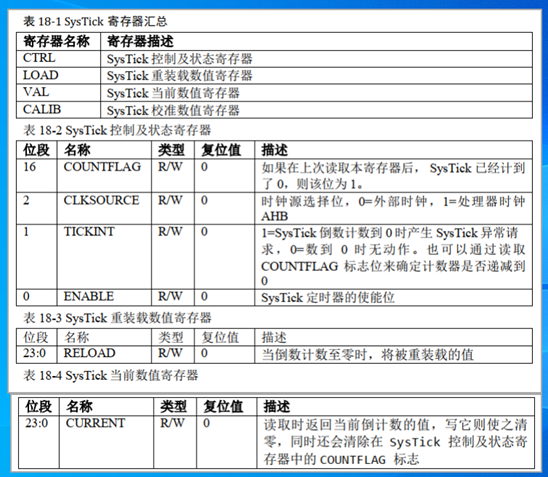 表 18-1 SysTick 寄存器汇总
寄存器名称 寄存器描述
CTRL SysTick 控制及状态寄存器
LOAD SysTick 重装载数值寄存器
VAL SysTick 当前数值寄存器
CALIB SysTick 校准数值寄存器
表 18-2 SysTick 控制及状态寄存器
位段 名称 类型 复位值 描述
16 COUNTFLAG R/W 0 如果在上次读取本寄存器后， SysTick 已经计到
了 0，则该位为 1。
2 CLKSOURCE R/W 0 时钟源选择位，0=外部时钟，1=处理器时钟
AHB
1 TICKINT R/W 0 1=SysTick 倒数计数到 0 时产生 SysTick 异常请
求，0=数到 0 时无动作。也可以通过读取
COUNTFLAG 标志位来确定计数器是否递减到
0
0 ENABLE R/W 0 SysTick 定时器的使能位
表 18-3 SysTick 重装载数值寄存器
位段 名称 类型 复位值 描述
23:0 RELOAD R/W 0 当倒数计数至零时，将被重装载的值
表 18-4 SysTick 当前数值寄存器
位段 名称 类型 复位值 描述
23:0 CURRENT R/W 0 读取时返回当前倒计数的值，写它则使之清
零，同时还会清除在 SysTick 控制及状态寄
存器中的 COUNTFLAG 标志